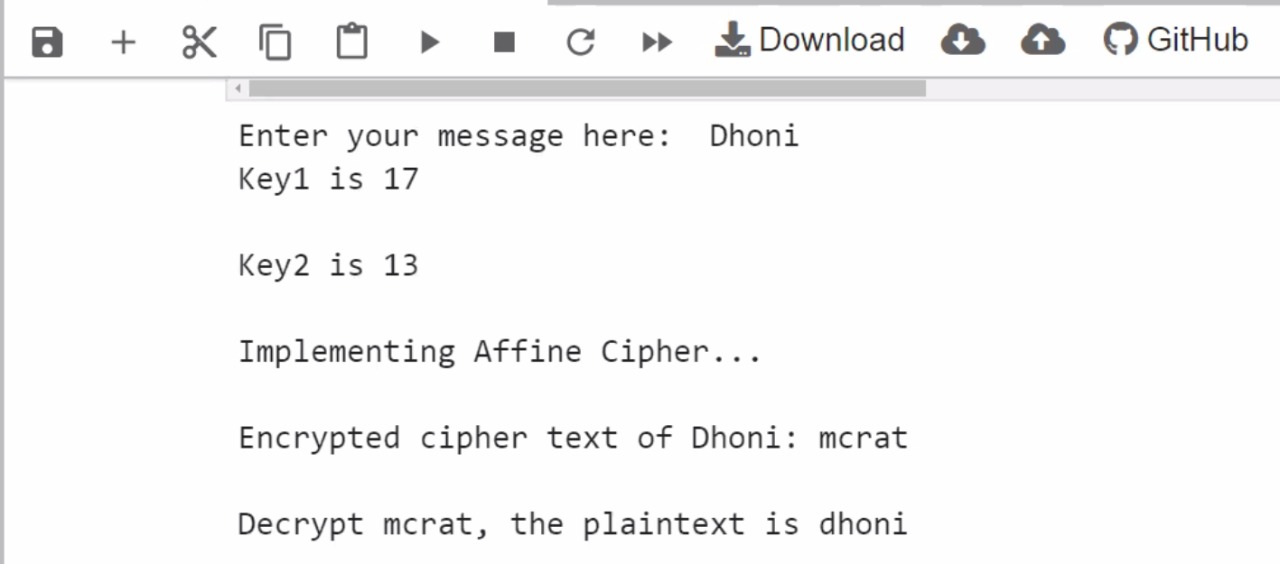 Download GitHub
Enter your message here:  Dhoni
Key1 is 17
Key2 is 13
Implementing Affine Cipher...
Encrypted cipher text of Dhoni: mcrat
Decrypt mcrat, the plaintext is dhoni